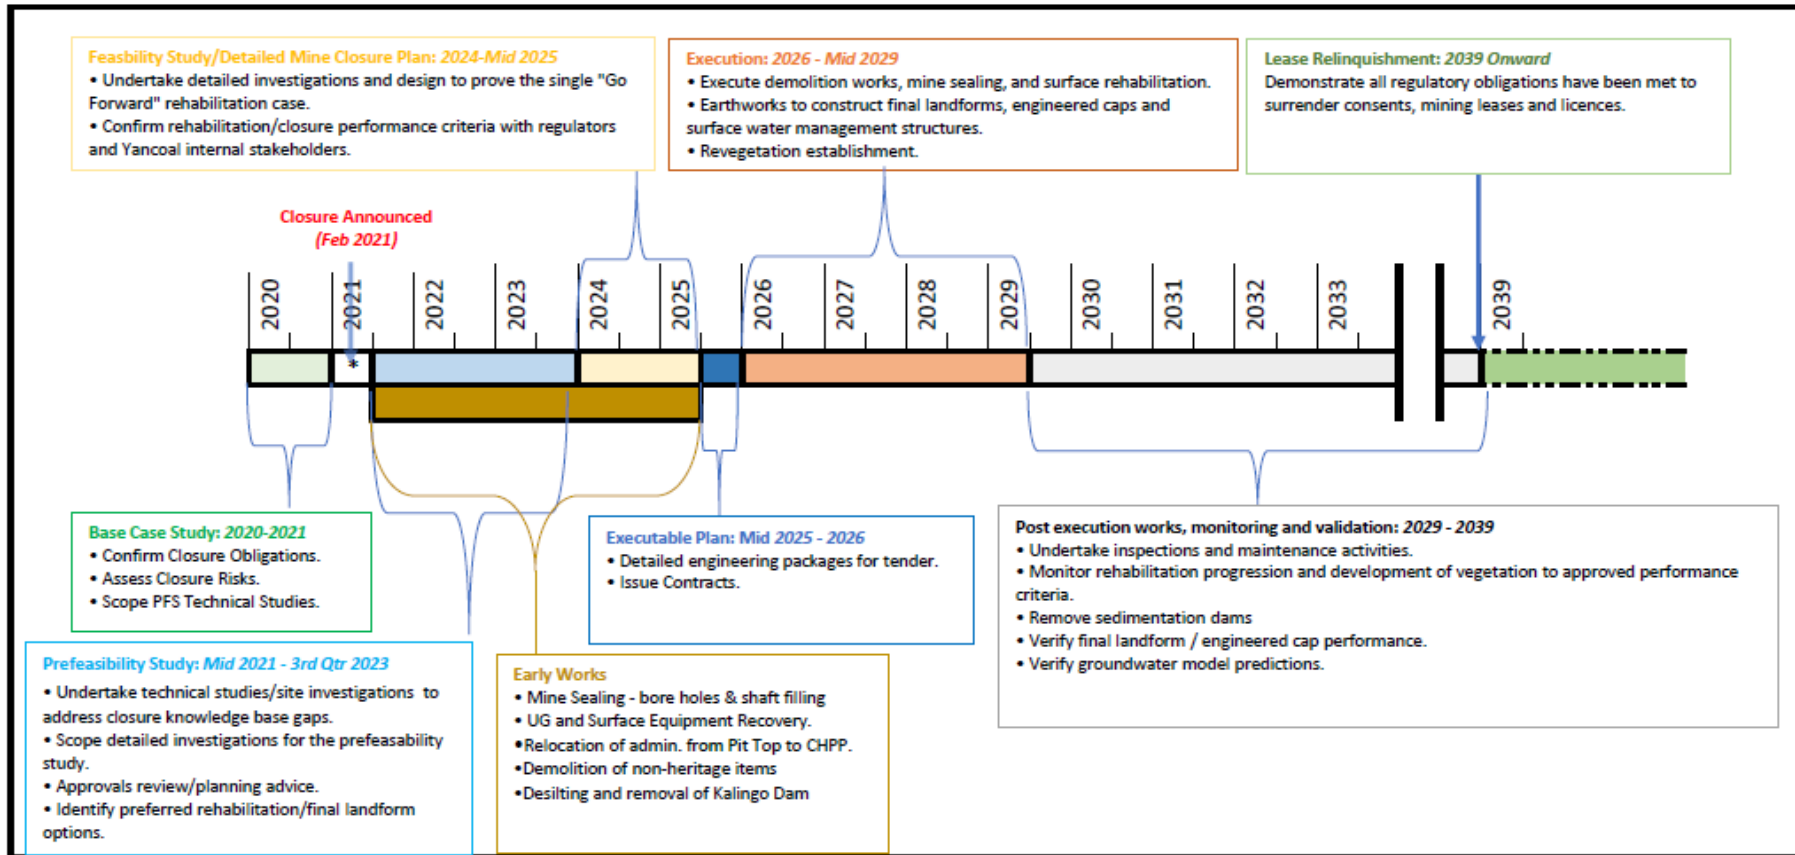 Feasbility Study/Detailed Mine Closure Plan: 2024-Mid 2025
• Undertake detailed investigations and design to prove the single "Go
Forward" rehabilitation case.
• Confirm rehabilitation/closure performance criteria with regulators
and Yancoal internal stakeholders.
Execution: 2026 - Mid 2029
• Execute demolition works, mine sealing, and surface rehabilitation.
• Earthworks to construct final landforms, engineered caps and
surface water management structures.
• Revegetation establishment.
Lease Relinquishment: 2039 Onward
Demonstrate all regulatory obligations have been met to
surrender consents, mining leases and licences.
Closure Announced
(Feb 2021)
2020
2021
2022
2023
2024
2025
2026
2027
2028
2029
2030
2031
2032
2033
2039
*
Base Case Study: 2020-2021
• Confirm Closure Obligations.
• Assess Closure Risks.
• Scope PFS Technical Studies.
Executable Plan: Mid 2025 - 2026
• Detailed engineering packages for tender.
• Issue Contracts.
Post execution works, monitoring and validation: 2029 - 2039
• Undertake inspections and maintenance activities.
• Monitor rehabilitation progression and development of vegetation to approved performance
criteria.
• Remove sedimentation dams
• Verify final landform / engineered cap performance.
• Verify groundwater model predictions.
Prefeasibility Study: Mid 2021 - 3rd Qtr 2023
• Undertake technical studies/site investigations to
address closure knowledge base gaps.
• Scope detailed investigations for the prefeasability
study.
• Approvals review/planning advice.
• Identify preferred rehabilitation/final landform
options.
Early Works
• Mine Sealing - bore holes & shaft filling
• UG and Surface Equipment Recovery.
•Relocation of admin. from Pit Top to CHPP.
•Demolition of non-heritage items
•Desilting and removal of Kalingo Dam